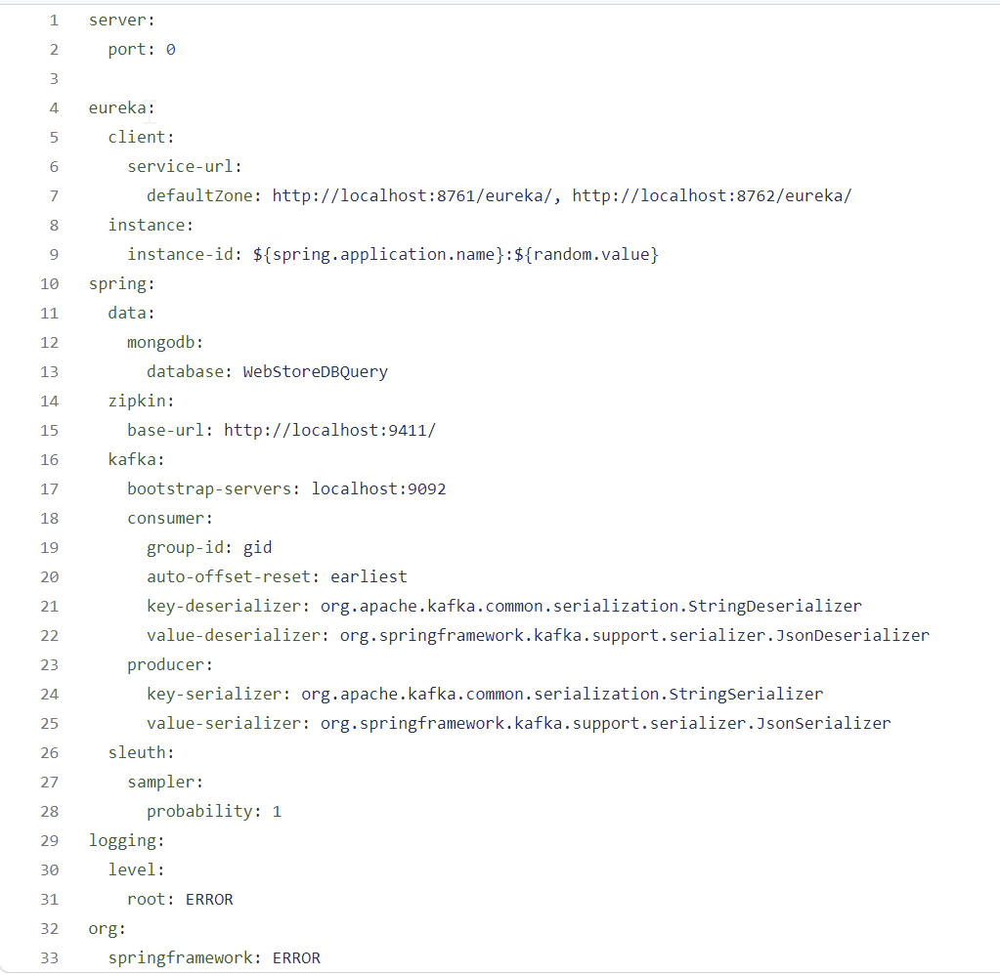 1 server:
2   port: 0
3
4 eureka:
5   client:
6     service-url:
7       defaultZone: http://localhost:8761/eureka/, http://localhost:8762/eureka/
8   instance:
9     instance-id: ${spring.application.name}:${random.value}
10 spring:
11   data:
12     mongodb:
13       database: WebStoreDBQuery
14   zipkin:
15     base-url: http://localhost:9411/
16   kafka:
17     bootstrap-servers: localhost:9092
18     consumer:
19       group-id: gid
20       auto-offset-reset: earliest
21       key-deserializer: org.apache.kafka.common.serialization.StringDeserializer
22       value-deserializer: org.springframework.kafka.support.serializer.JsonDeserializer
23     producer:
24       key-serializer: org.apache.kafka.common.serialization.StringSerializer
25       value-serializer: org.springframework.kafka.support.serializer.JsonSerializer
26   sleuth:
27     sampler:
28       probability: 1
29 logging:
30   level:
31     root: ERROR
32 org:
33   springframework: ERROR